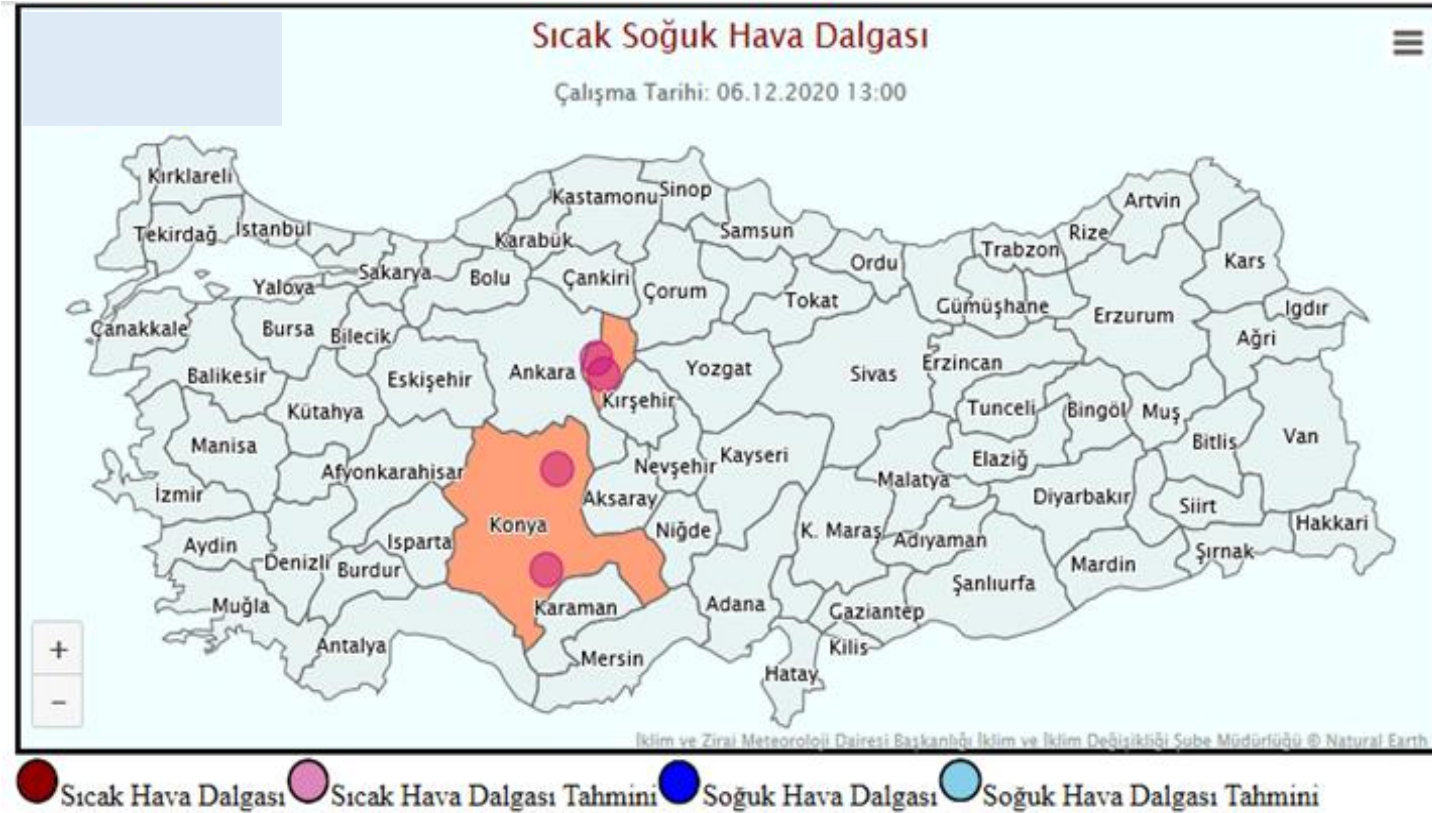 Sıcak Soğuk Hava Dalgası
Çalışma Tarihi: 06.12.2020 13:00
Kırklareli
Tekirdağ
İstanbul
Kastamonu
Sinop
Karabük
Samsun
Artvin
Rize
Trabzon
Ordu
Kars
Sakarya
Bolu
Çankiri
Çorum
Tokat
Yalova
Gümüşhane
Erzurum
Igdır
Çanakkale
Bursa
Bilecik
Ağri
Balikesir
Eskişehir
Ankara
Yozgat
Sivas
Erzincan
Kütahya
Kırşehir
Tunceli
Bingöl
Muş
Bitlis
Van
Manisa
Afyonkarahisar
Nevşehir
Kayseri
Elaziğ
Malatya
İzmir
Aksaray
Diyarbakır
Siirt
Hakkari
Konya
Niğde
K. Maraş
Adıyaman
Şırnak
Aydin
Denizli
Isparta
Burdur
Mardin
Şanlıurfa
Muğla
Karaman
Adana
Gaziantep
Antalya
Mersin
Kilis
Hatay
+
−
İklim ve Zirai Meteoroloji Dairesi Başkanlığı İklim ve İklim Değişikliği Şube Müdürlüğü © Natural Earth
Sıcak Hava Dalgası Sıcak Hava Dalgası Tahmini Soğuk Hava Dalgası Soğuk Hava Dalgası Tahmini